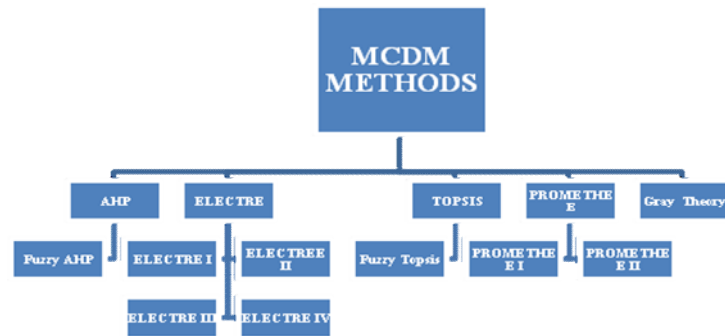 MCDM
METHODS
AHP
ELECTRE
TOPSIS
PROMETHE
E
Gray Theory
Fuzzy AHP
ELECTRE I
ELECTREE
II
Fuzzy Topsis
PROMETHE
E I
PROMETHE
E II
ELECTRE III
ELECTRE IV